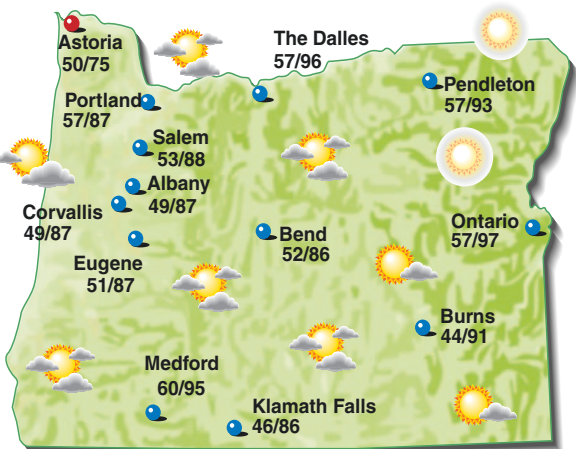 Astoria
50/75
The Dalles
57/96
Pendleton
57/93
Portland
57/87
Salem
53/88
Albany
49/87
Corvallis
49/87
Ontario
57/97
Bend
52/86
Eugene
51/87
Burns
44/91
Medford
60/95
Klamath Falls
46/86